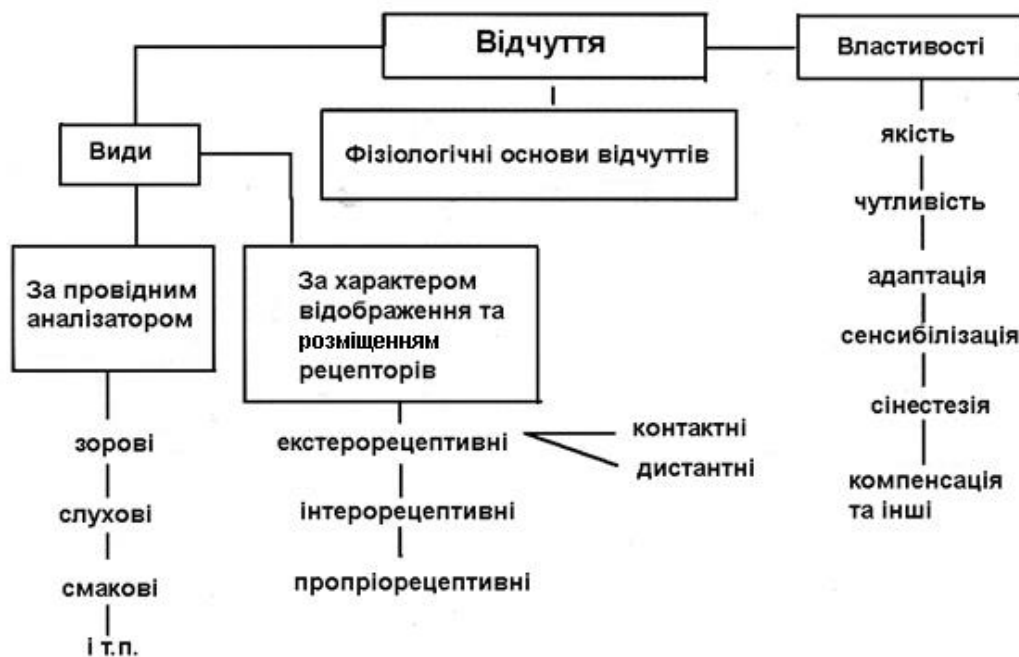 Відчуття
Властивості
Види
Фізіологічні основи відчуттів
За провідним
аналізатором
За характером
відображення та
розміщенням
рецепторів
зорові
слухові
смакові
і т.п.
екстерорецептивні
контактні
дистантні
інтерорецептивні
пропріорецептивні
якість
чутливість
адаптація
сенсибілізація
сінестезія
компенсація
та інші